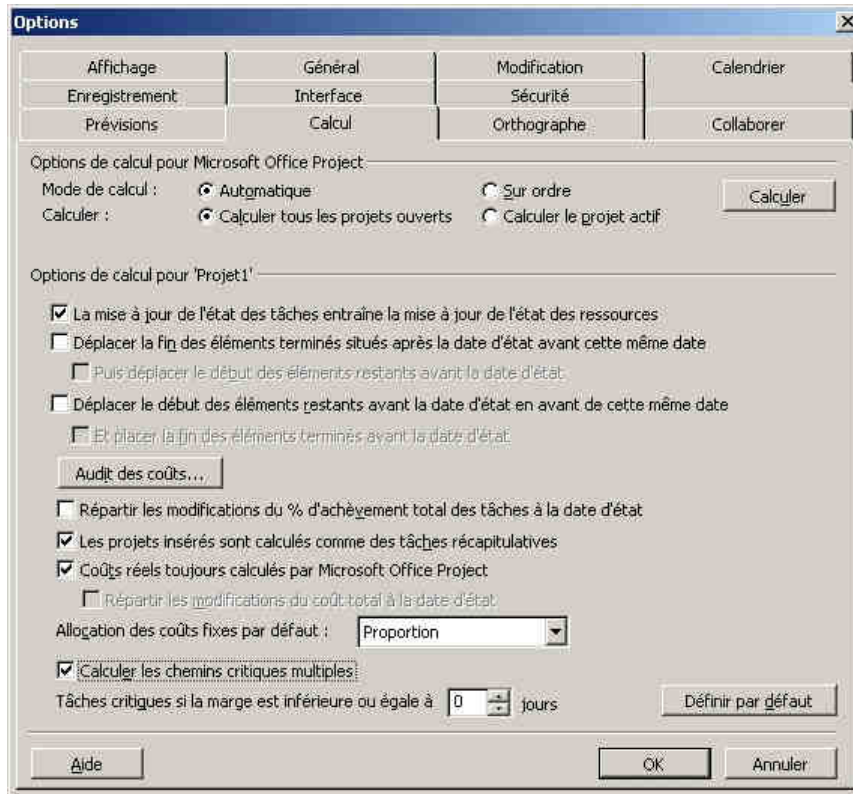 Options
Affichage Général Modification Calendrier
Enregistrement Interface Sécurité
Prévisions Calcul Orthographe Collaborer
Options de calcul pour Microsoft Office Project
Mode de calcul : Automatique Sur ordre Calculer
Calculer : Calculer tous les projets ouverts Calculer le projet actif
Options de calcul pour 'Projet1'
La mise à jour de l'état des tâches entraîne la mise à jour de l'état des ressources
Déplacer la fin des éléments terminés situés après la date d'état avant cette même date
Puis déplacer le début des éléments restants avant la date d'état
Déplacer le début des éléments restants avant la date d'état en avant de cette même date
Et placer la fin des éléments terminés avant la date d'état
Audit des coûts...
Répartir les modifications du % d'achèvement total des tâches à la date d'état
Les projets insérés sont calculés comme des tâches récapitulatives
Coûts réels toujours calculés par Microsoft Office Project
Répartir les modifications du coût total à la date d'état
Allocation des coûts fixes par défaut : Proportion
Calculer les chemins critiques multiples
Tâches critiques si la marge est inférieure ou égale à 0 jours Définir par défaut
Aide OK Annuler